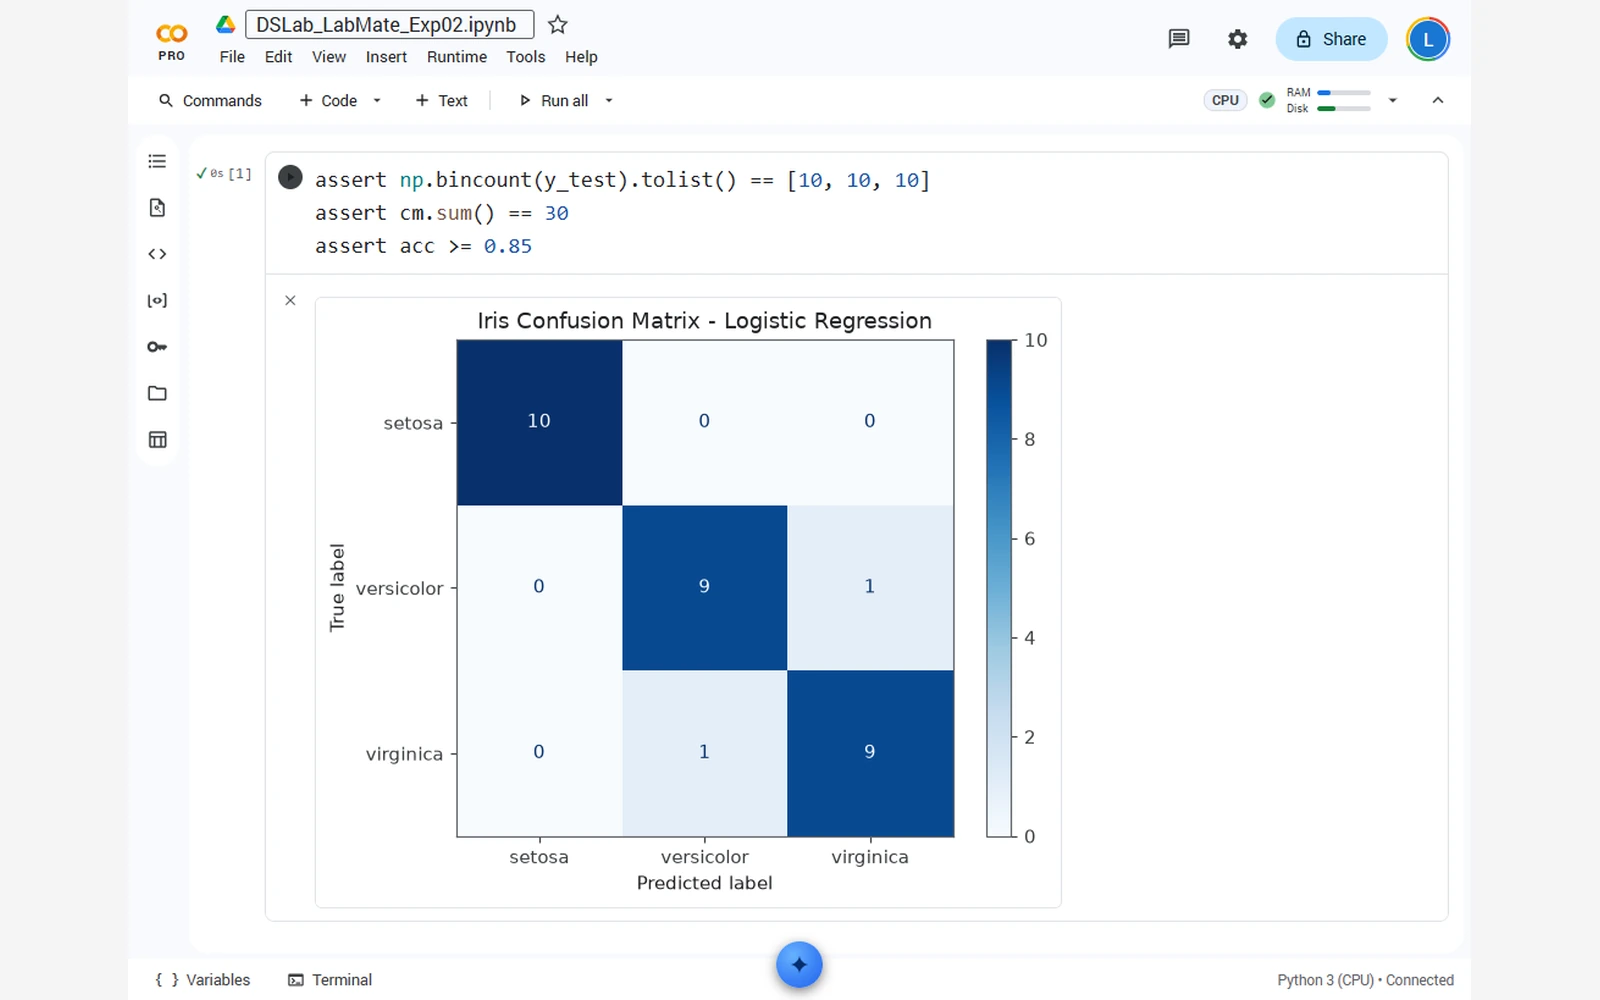 DSLab_LabMate_Exp02.ipynb
PRO
File Edit View Insert Runtime Tools Help
Share
L
Commands + Code + Text Run all
CPU
RAM
Disk
0s [1]
assert np.bincount(y_test).tolist() == [10, 10, 10]
assert cm.sum() == 30
assert acc >= 0.85
Iris Confusion Matrix - Logistic Regression
True label
setosa 10 0 0
versicolor 0 9 1
virginica 0 1 9
setosa versicolor virginica
Predicted label
10
8
6
4
2
0
{ } Variables Terminal
Python 3 (CPU) • Connected